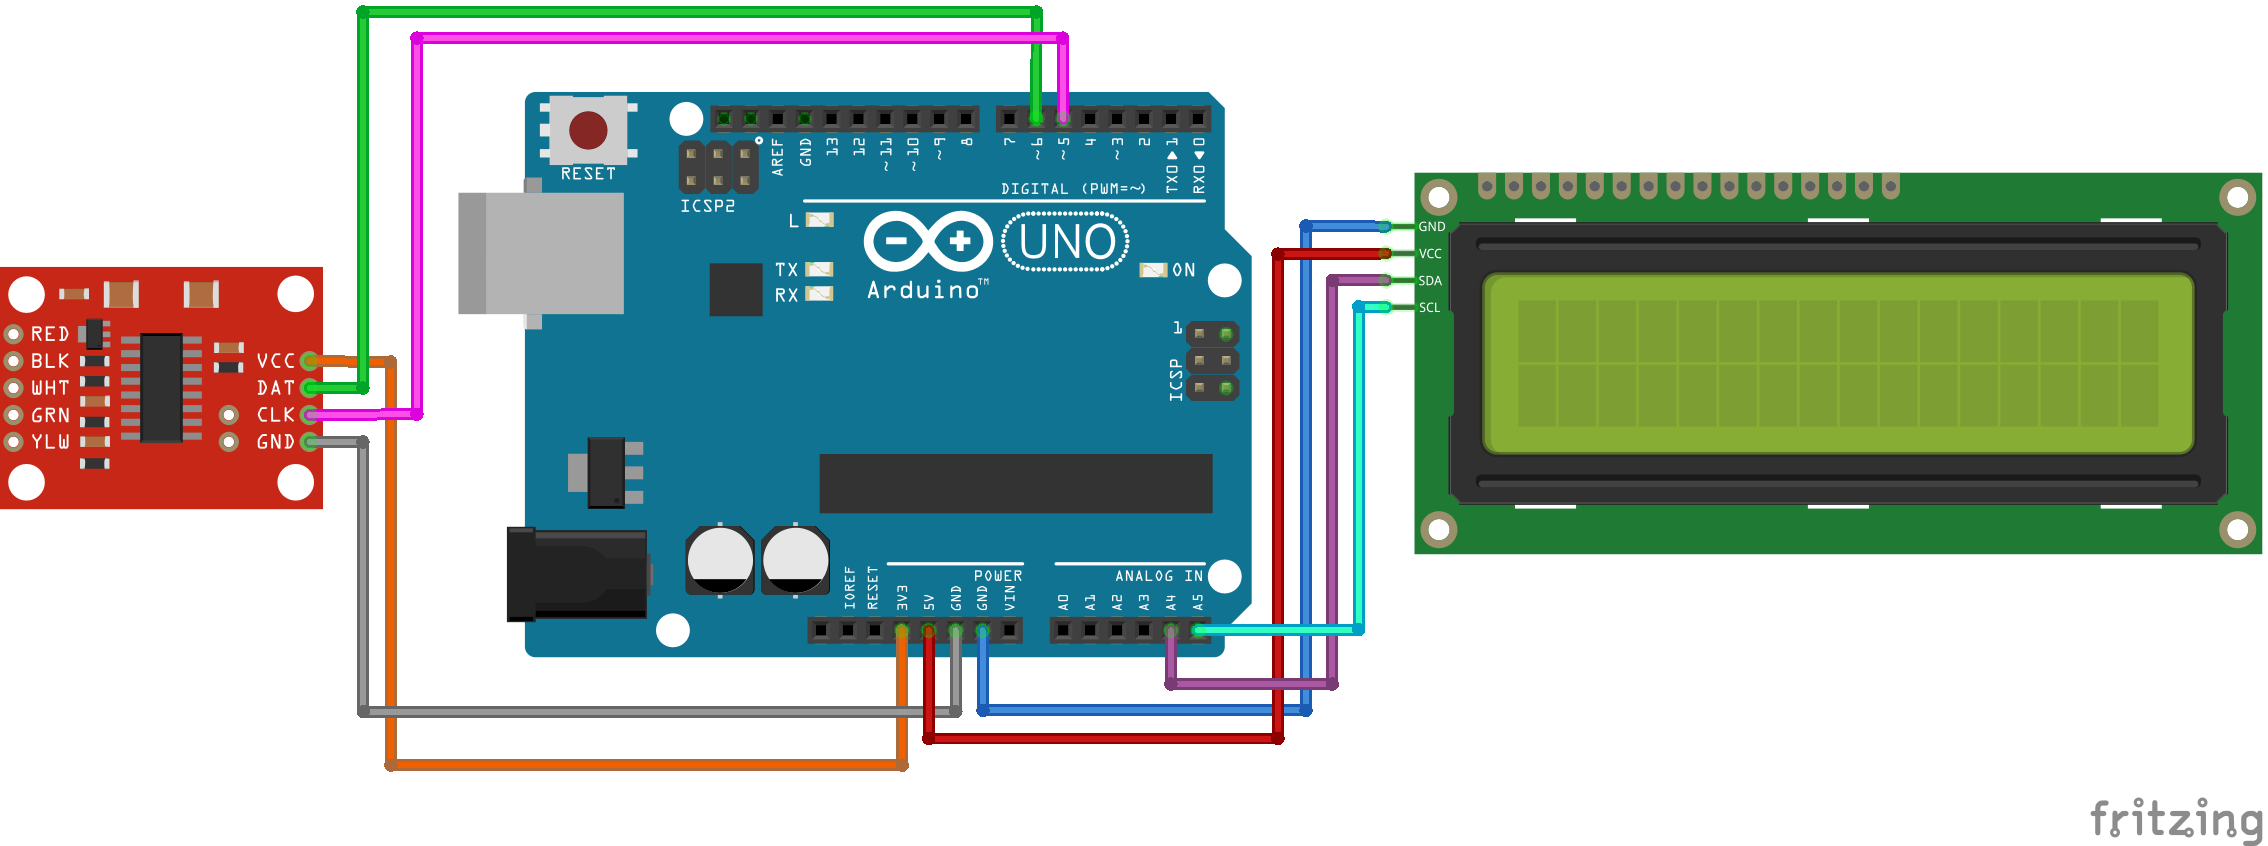 RESET
ICSP2
AREF
GND
13
12
~11
~10
~9
8
7
~6
~5
4
~3
2
TX0▶1
RX0◀0
DIGITAL (PWM=~)
L
TX
RX
UNO
Arduino™
ON
1
ICSP
RED
BLK
WHT
GRN
YLW
VCC
DAT
CLK
GND
GND
VCC
SDA
SCL
POWER
ANALOG IN
IOREF
RESET
3V3
5V
GND
GND
VIN
A0
A1
A2
A3
A4
A5
fritzing